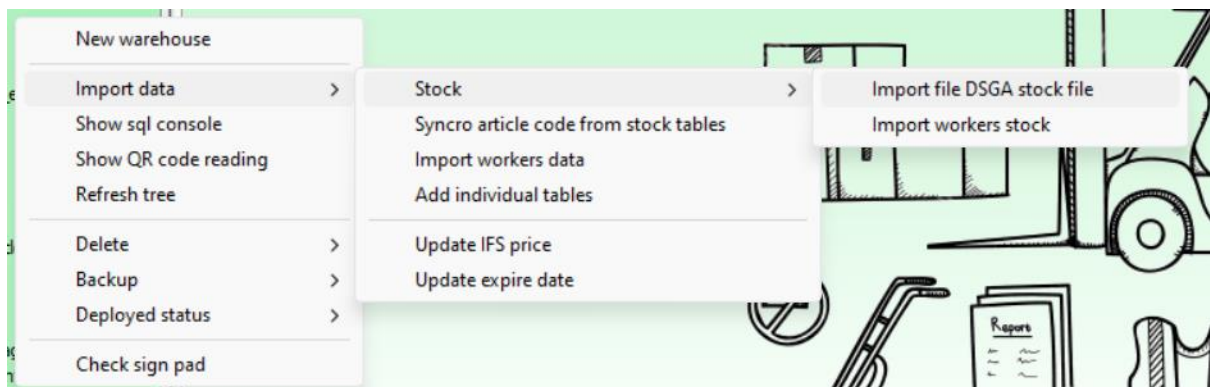 New warehouse
Import data
Show sql console
Show QR code reading
Refresh tree
Delete
Backup
Deployed status
Check sign pad
Stock
Syncro article code from stock tables
Import workers data
Add individual tables
Update IFS price
Update expire date
Import file DSGA stock file
Import workers stock
Report